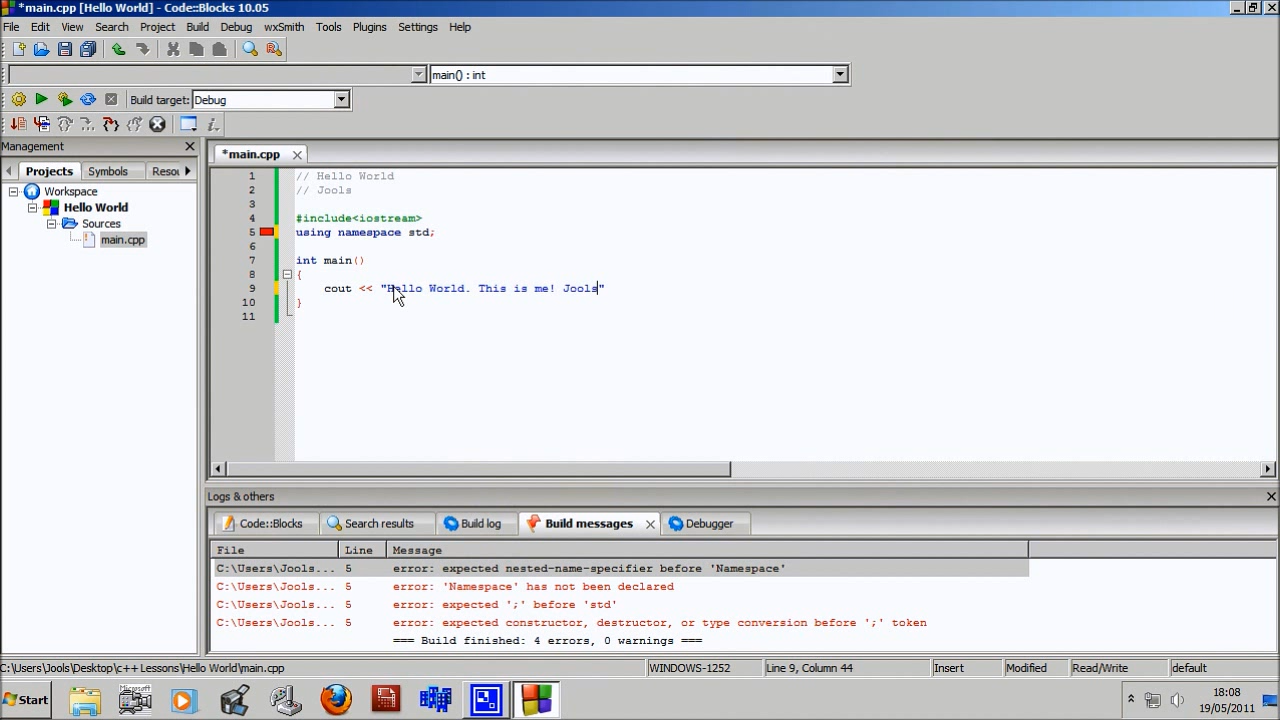 *main.cpp [Hello World] - Code::Blocks 10.05
File Edit View Search Project Build Debug wxSmith Tools Plugins Settings Help
main() : int
Build target: Debug
Management
Projects Symbols Resou
*main.cpp
Workspace
Hello World
Sources
main.cpp
1 // Hello World
2 // Jools
3
4 #include<iostream>
5 using namespace std;
6
7 int main()
8 {
9 cout << "Hello World. This is me! Jools"
10 }
11
Logs & others
Code::Blocks Search results Build log Build messages Debugger
File Line Message
C:\Users\Jools... 5 error: expected nested-name-specifier before 'Namespace'
C:\Users\Jools... 5 error: 'Namespace' has not been declared
C:\Users\Jools... 5 error: expected ';' before 'std'
C:\Users\Jools... 5 error: expected constructor, destructor, or type conversion before ';' token
=== Build finished: 4 errors, 0 warnings ===
C:\Users\Jools\Desktop\c++ Lessons\Hello World\main.cpp WINDOWS-1252 Line 9, Column 44 Insert Modified Read/Write default
Start
18:08
19/05/2011